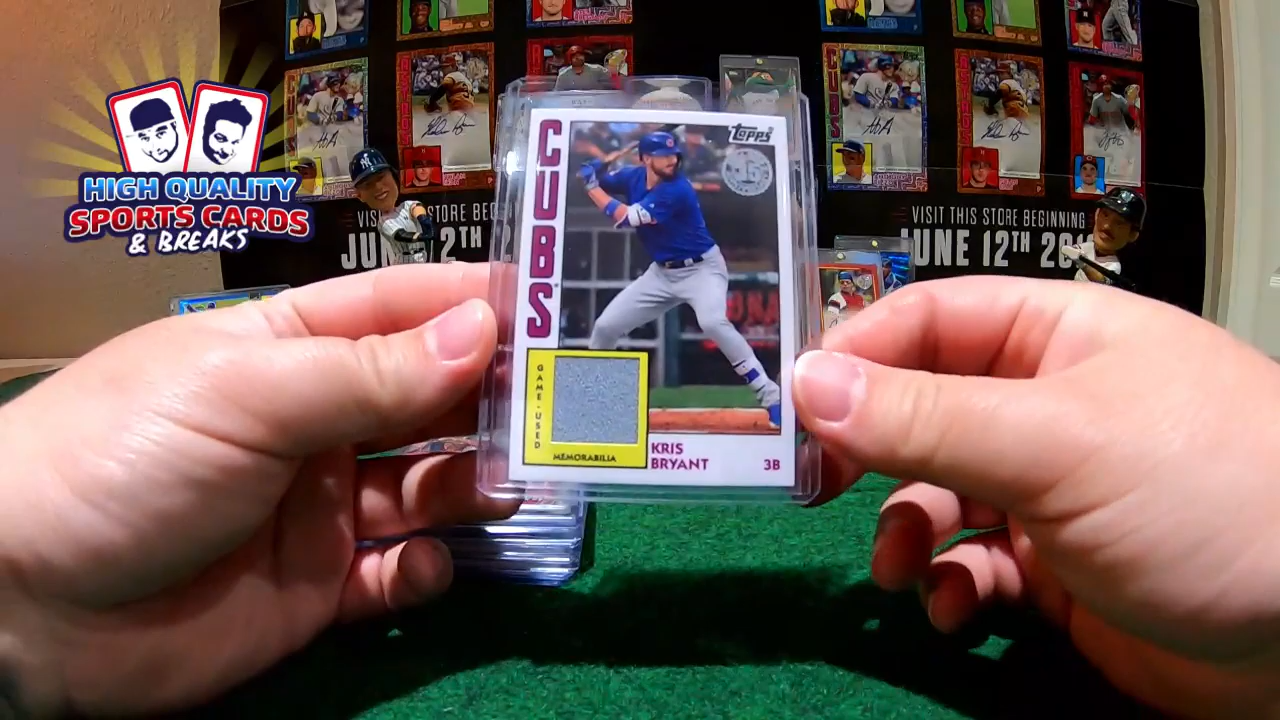 HIGH QUALITY
SPORTS CARDS
& BREAKS
CUBS
Topps
35
GAME-USED
MEMORABILIA
KRIS
BRYANT
3B
CUBS
VISIT THIS STORE BEGINNING
JUNE 12TH